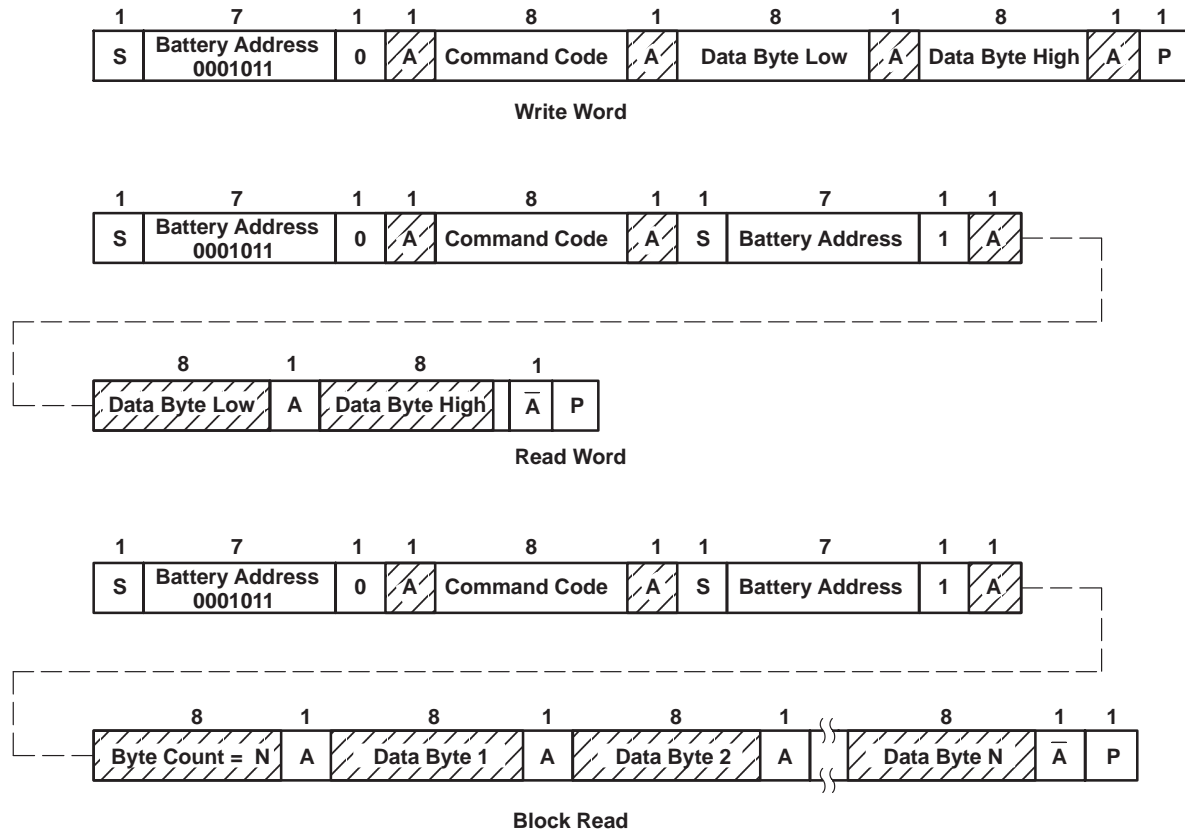 1 7 1 1 8 1 8 1 8 1 1
S Battery Address 0 A Command Code A Data Byte Low A Data Byte High A P
0001011
Write Word
1 7 1 1 8 1 1 7 1 1
S Battery Address 0 A Command Code A S Battery Address 1 A
0001011
8 1 8 1
Data Byte Low A Data Byte High A̅ P
Read Word
1 7 1 1 8 1 1 7 1 1
S Battery Address 0 A Command Code A S Battery Address 1 A
0001011
8 1 8 1 8 1 8 1 1
Byte Count = N A Data Byte 1 A Data Byte 2 A Data Byte N A̅ P
Block Read